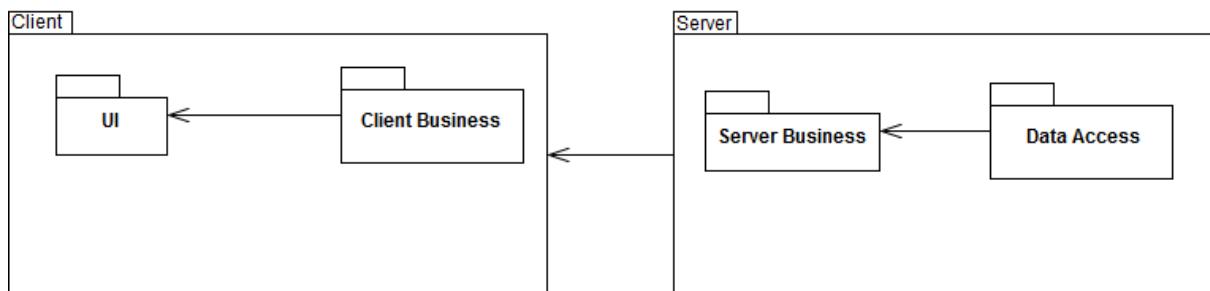 Client
Server
UI
Client Business
Server Business
Data Access